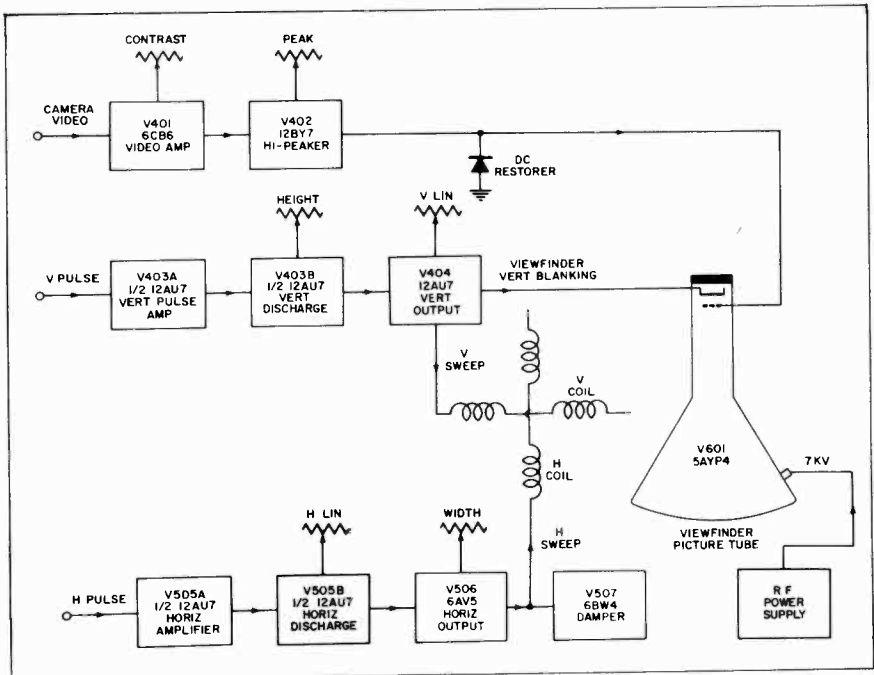 CONTRAST
PEAK
CAMERA
VIDEO
V401
6CB6
VIDEO AMP
V402
12BY7
HI-PEAKER
DC
RESTORER
HEIGHT
V LIN
V PULSE
V403A
1/2 12AU7
VERT PULSE
AMP
V403B
1/2 12AU7
VERT
DISCHARGE
V404
12AU7
VERT
OUTPUT
VIEWFINDER
VERT BLANKING
V
SWEEP
V
COIL
H
COIL
V601
5AYP4
7KV
VIEWFINDER
PICTURE TUBE
H LIN
WIDTH
H
SWEEP
H PULSE
V505A
1/2 12AU7
HORIZ
AMPLIFIER
V505B
1/2 12AU7
HORIZ
DISCHARGE
V506
6AV5
HORIZ
OUTPUT
V507
6BW4
DAMPER
R F
POWER
SUPPLY